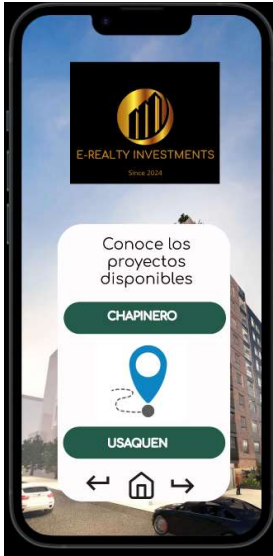 E-REALTY INVESTMENTS
Since 2024
Conoce los
proyectos
disponibles
CHAPINERO
USAQUEN